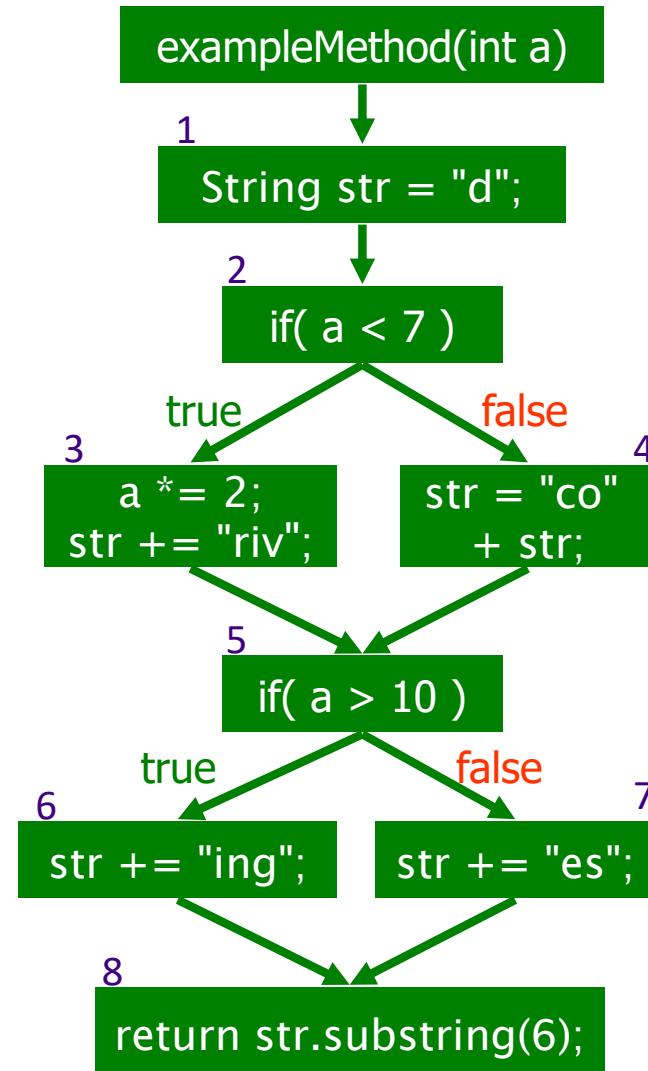 exampleMethod(int a)
1
String str = "d";
2
if( a < 7 )
true
false
3
4
a *= 2;
str += "riv";
str = "co"
+ str;
5
if( a > 10 )
true
false
6
7
str += "ing";
str += "es";
8
return str.substring(6);